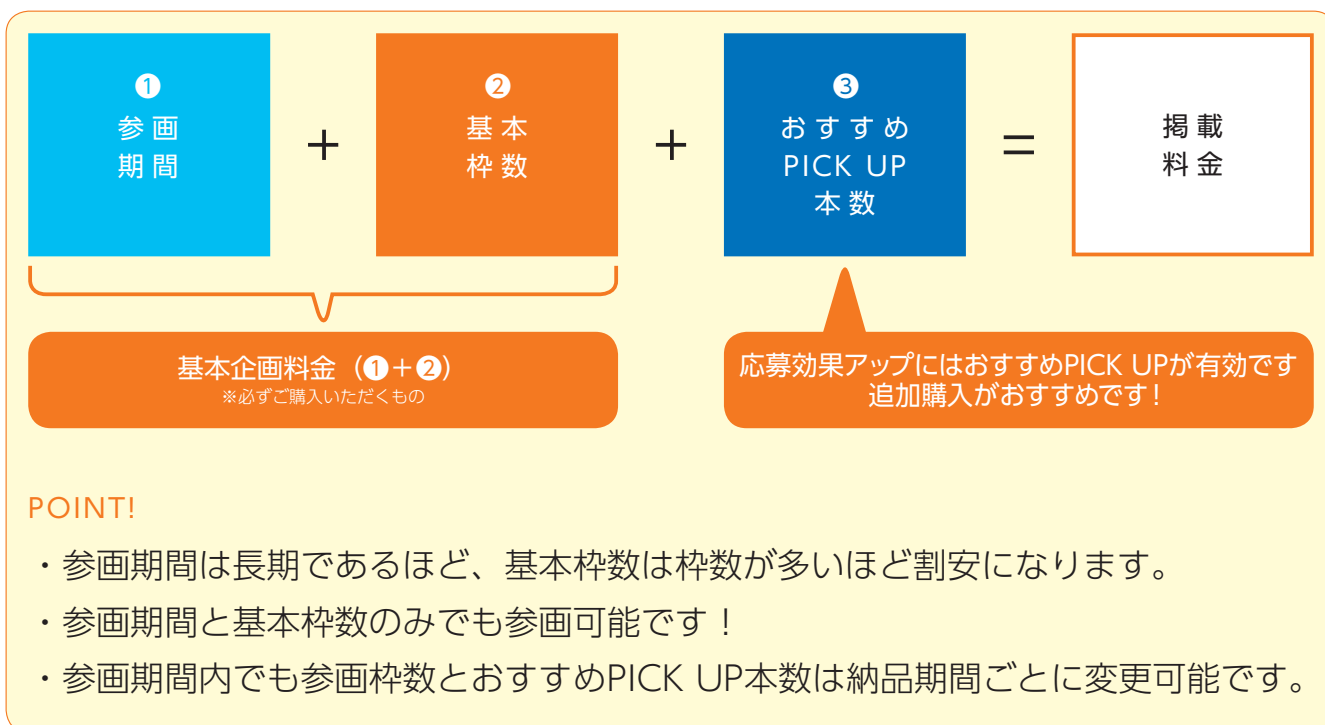 ❶
参画
期間
+
❷
基本
枠数
+
❸
おすすめ
PICK UP
本数
=
掲載
料金
基本企画料金(❶+❷)
※必ずご購入いただくもの
応募効果アップにはおすすめPICK UPが有効です
追加購入がおすすめです!
POINT!
・参画期間は長期であるほど、基本枠数は枠数が多いほど割安になります。
・参画期間と基本枠数のみでも参画可能です!
・参画期間内でも参画枠数とおすすめPICK UP本数は納品期間ごとに変更可能です。